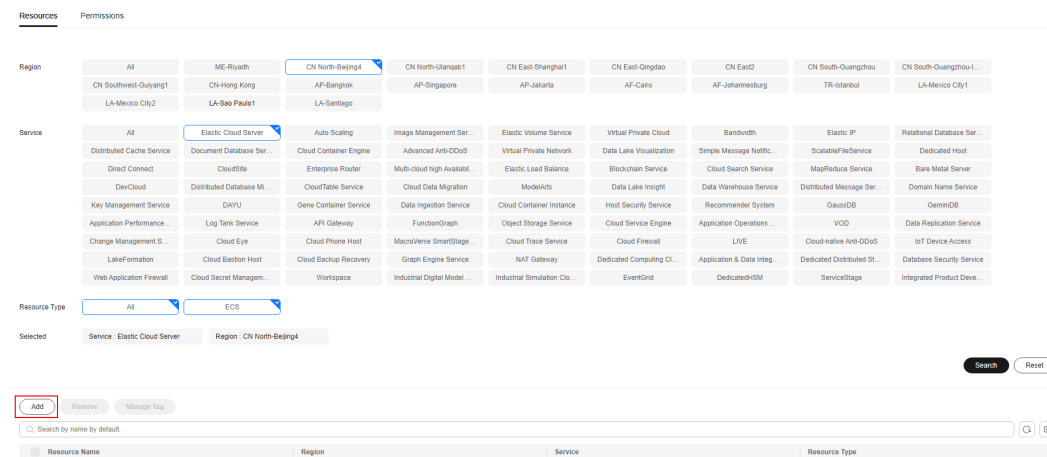 Resources Permissions
Region All ME-Riyadh CN North-Beijing4 CN North-Ulanqab1 CN East-Shanghai1 CN East-Qingdao CN East2 CN South-Guangzhou CN South-Guangzhou-I...
CN Southwest-Guiyang1 CN-Hong Kong AP-Bangkok AP-Singapore AP-Jakarta AF-Cairo AF-Johannesburg TR-Istanbul LA-Mexico City1
LA-Mexico City2 LA-Sao Paulo1 LA-Santiago
Service All Elastic Cloud Server Auto Scaling Image Management Ser... Elastic Volume Service Virtual Private Cloud Bandwidth Elastic IP Relational Database Ser...
Distributed Cache Service Document Database Ser... Cloud Container Engine Advanced Anti-DDoS Virtual Private Network Data Lake Visualization Simple Message Notific... ScalableFileService Dedicated Host
Direct Connect CloudSite Enterprise Router Multi-cloud high Availabil... Elastic Load Balance Blockchain Service Cloud Search Service MapReduce Service Bare Metal Server
DevCloud Distributed Database Mi... CloudTable Service Cloud Data Migration ModelArts Data Lake Insight Data Warehouse Service Distributed Message Ser... Domain Name Service
Key Management Service DAYU Gene Container Service Data Ingestion Service Cloud Container Instance Host Security Service Recommender System GaussDB GeminiDB
Application Performance... Log Tank Service API Gateway FunctionGraph Object Storage Service Cloud Service Engine Application Operations ... VOD Data Replication Service
Change Management S... Cloud Eye Cloud Phone Host MacroVerse SmartStage... Cloud Trace Service Cloud Firewall LIVE Cloud-native Anti-DDoS IoT Device Access
LakeFormation Cloud Bastion Host Cloud Backup Recovery Graph Engine Service NAT Gateway Dedicated Computing Cl... Application & Data Integ... Dedicated Distributed St... Database Security Service
Web Application Firewall Cloud Secret Managem... Workspace Industrial Digital Model ... Industrial Simulation Clo... EventGrid DedicatedHSM ServiceStage Integrated Product Deve...
Resource Type All ECS
Selected Service : Elastic Cloud Server Region : CN North-Beijing4
Search Reset
Add Remove Manage Tag
Search by name by default.
Resource Name Region Service Resource Type